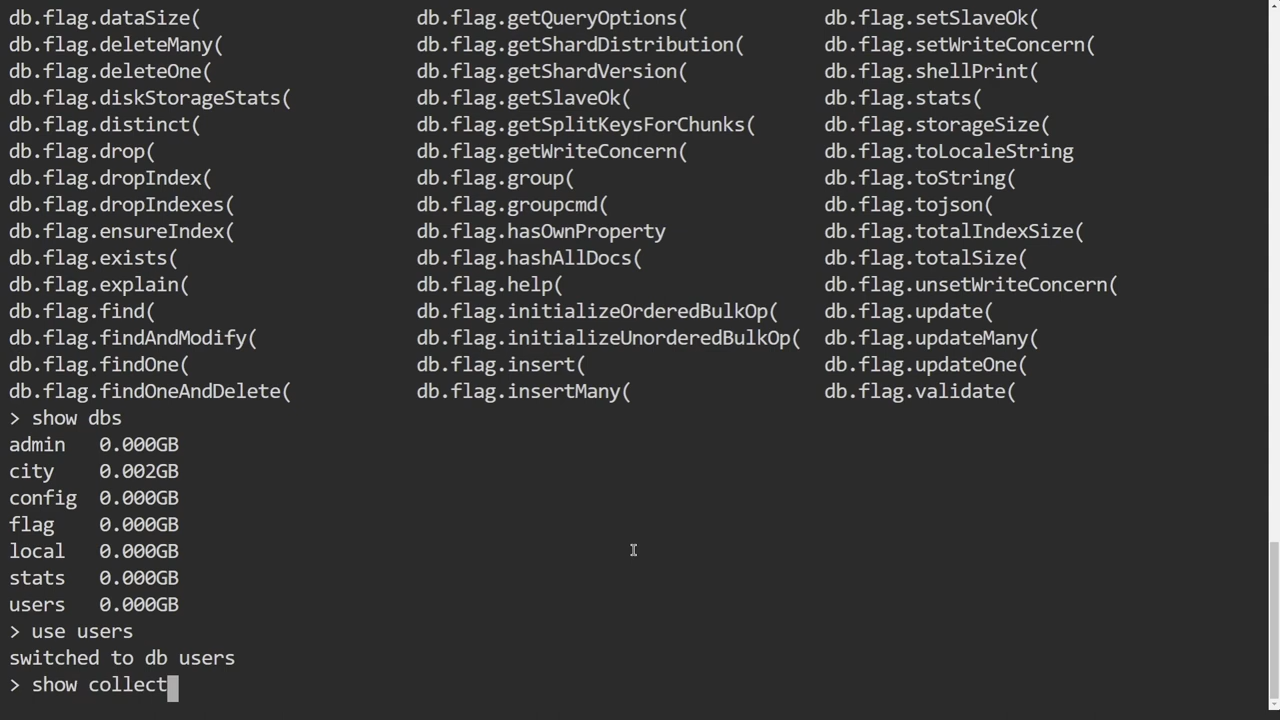 db.flag.dataSize( db.flag.getQueryOptions( db.flag.setSlaveOk(
db.flag.deleteMany( db.flag.getShardDistribution( db.flag.setWriteConcern(
db.flag.deleteOne( db.flag.getShardVersion( db.flag.shellPrint(
db.flag.diskStorageStats( db.flag.getSlaveOk( db.flag.stats(
db.flag.distinct( db.flag.getSplitKeysForChunks( db.flag.storageSize(
db.flag.drop( db.flag.getWriteConcern( db.flag.toLocaleString
db.flag.dropIndex( db.flag.group( db.flag.toString(
db.flag.dropIndexes( db.flag.groupcmd( db.flag.tojson(
db.flag.ensureIndex( db.flag.hasOwnProperty db.flag.totalIndexSize(
db.flag.exists( db.flag.hashAllDocs( db.flag.totalSize(
db.flag.explain( db.flag.help( db.flag.unsetWriteConcern(
db.flag.find( db.flag.initializeOrderedBulkOp( db.flag.update(
db.flag.findAndModify( db.flag.initializeUnorderedBulkOp( db.flag.updateMany(
db.flag.findOne( db.flag.insert( db.flag.updateOne(
db.flag.findOneAndDelete( db.flag.insertMany( db.flag.validate(
> show dbs
admin 0.000GB
city 0.002GB
config 0.000GB
flag 0.000GB
local 0.000GB
stats 0.000GB
users 0.000GB
> use users
switched to db users
> show collect